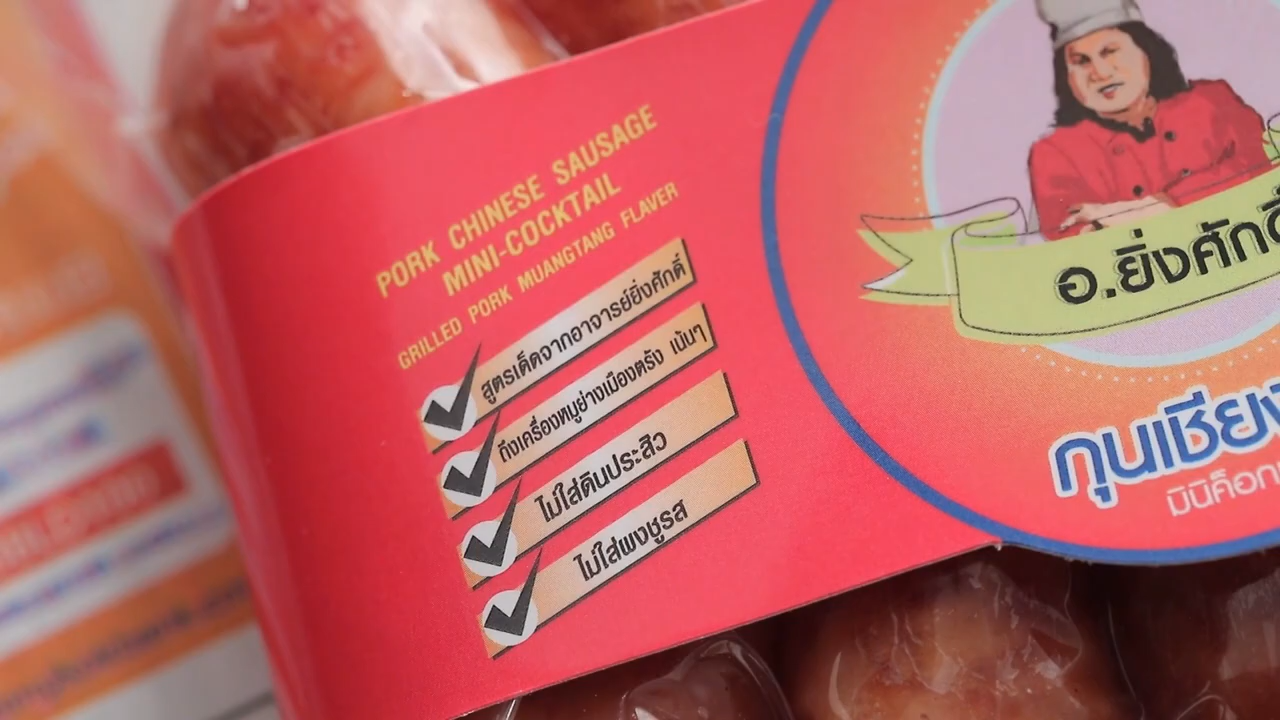 PORK CHINESE SAUSAGE
MINI-COCKTAIL
GRILLED PORK MUANGTANG FLAVER
สูตรเด็ดจากอาจารย์ยิ่งศักดิ์
ถึงเครื่องหมูย่างเมืองตรัง เน้นๆ
ไม่ใส่ดินประสิว
ไม่ใส่ผงชูรส
อ.ยิ่งศักดิ์
กุนเชียง
มินิค็อก